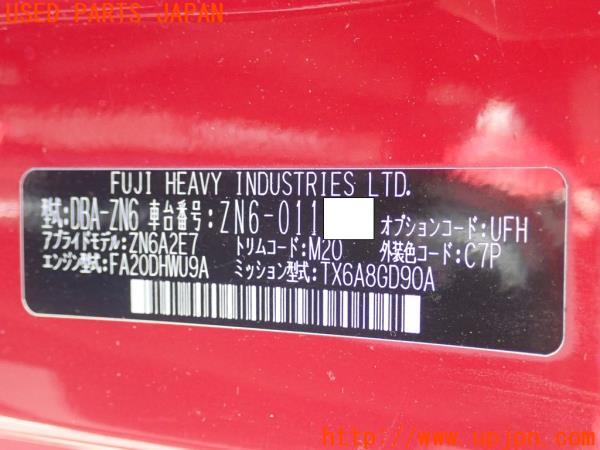 USED PARTS JAPAN
FUJI HEAVY INDUSTRIES LTD.
型式:DBA-ZN6 車台番号:ZN6-011 オプションコード:UFH
アプライドモデル:ZN6A2E7 トリムコード:M20 外装色コード:C7P
エンジン型式:FA20DHWU9A ミッション型式:TX6A8GD90A
http://www.upjpn.com